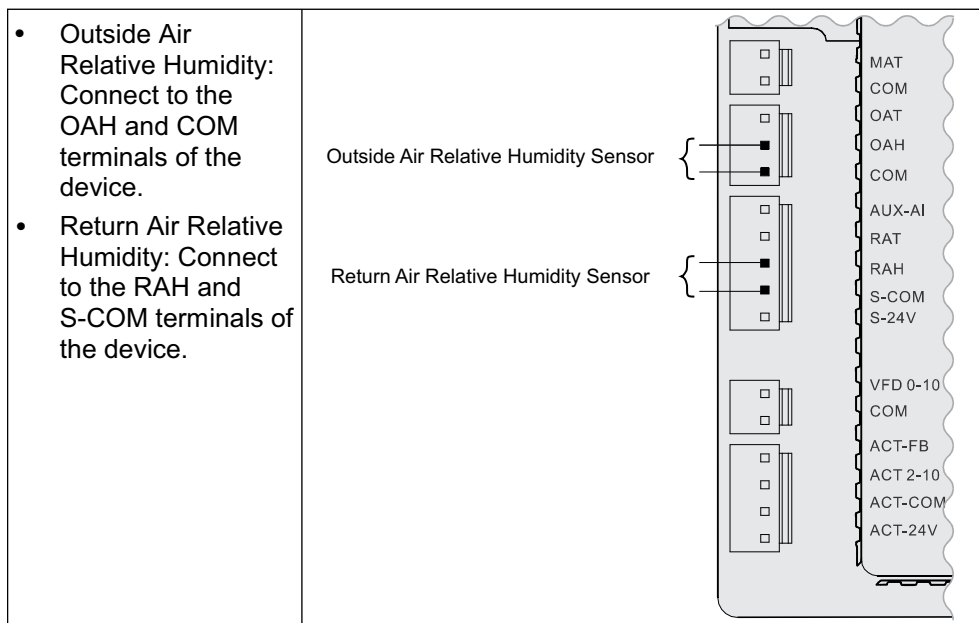 • Outside Air
Relative Humidity:
Connect to the
OAH and COM
terminals of the
device.
• Return Air Relative
Humidity: Connect
to the RAH and
S-COM terminals of
the device.
Outside Air Relative Humidity Sensor
Return Air Relative Humidity Sensor
MAT
COM
OAT
OAH
COM
AUX-AI
RAT
RAH
S-COM
S-24V
VFD 0-10
COM
ACT-FB
ACT 2-10
ACT-COM
ACT-24V